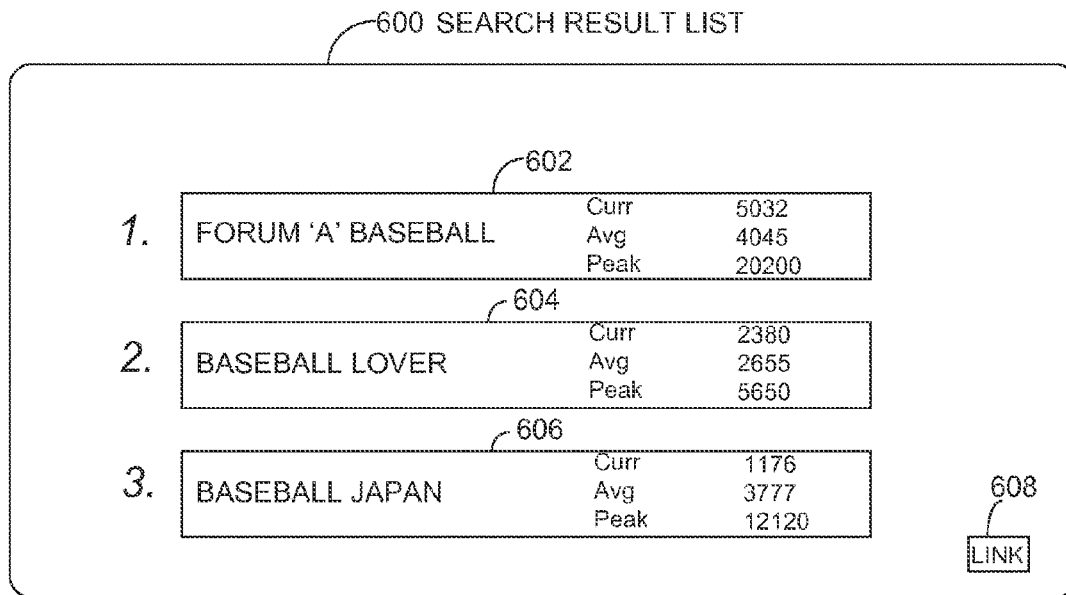 600 SEARCH RESULT LIST
602
1. FORUM 'A' BASEBALL Curr 5032
Avg 4045
Peak 20200
604
2. BASEBALL LOVER Curr 2380
Avg 2655
Peak 5650
606
3. BASEBALL JAPAN Curr 1176
Avg 3777
Peak 12120
608
LINK